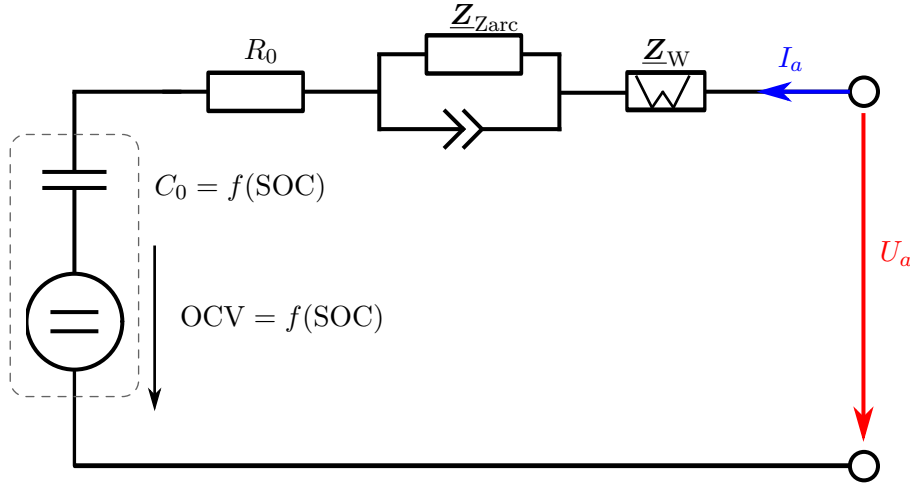 Z_Zarc
R_0
Z_W
I_a
C_0 = f(SOC)
U_a
OCV = f(SOC)